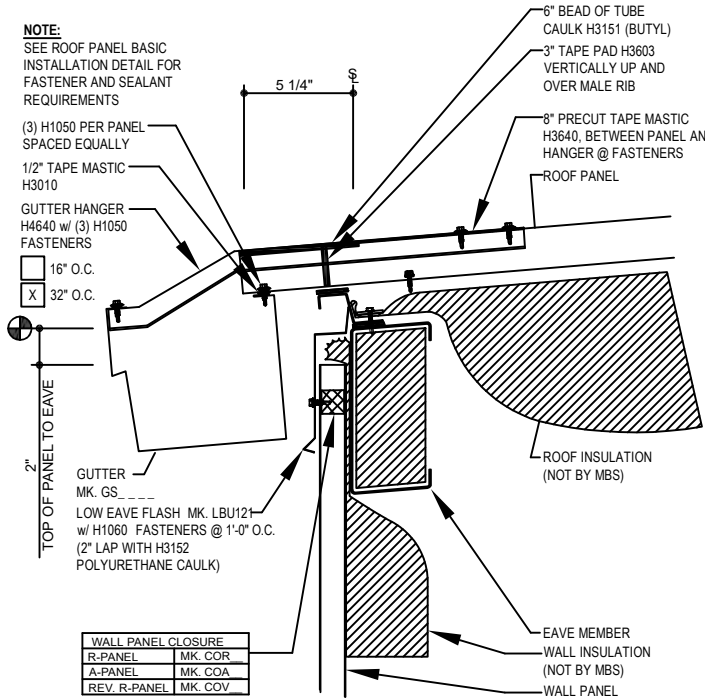 NOTE:
SEE ROOF PANEL BASIC
INSTALLATION DETAIL FOR
FASTENER AND SEALANT
REQUIREMENTS
(3) H1050 PER PANEL
SPACED EQUALLY
1/2" TAPE MASTIC
H3010
GUTTER HANGER
H4640 w/ (3) H1050
FASTENERS
16" O.C.
X 32" O.C.
2"
TOP OF PANEL TO EAVE
GUTTER
MK. GS_ _ _ _
LOW EAVE FLASH MK. LBU121
w/ H1060 FASTENERS @ 1'-0" O.C.
(2" LAP WITH H3152
POLYURETHANE CAULK)
WALL PANEL CLOSURE
R-PANEL MK. COR__
A-PANEL MK. COA__
REV. R-PANEL MK. COV__
5 1/4"
6" BEAD OF TUBE
CAULK H3151 (BUTYL)
3" TAPE PAD H3603
VERTICALLY UP AND
OVER MALE RIB
8" PRECUT TAPE MASTIC
H3640, BETWEEN PANEL AN
HANGER @ FASTENERS
ROOF PANEL
ROOF INSULATION
(NOT BY MBS)
EAVE MEMBER
WALL INSULATION
(NOT BY MBS)
WALL PANEL